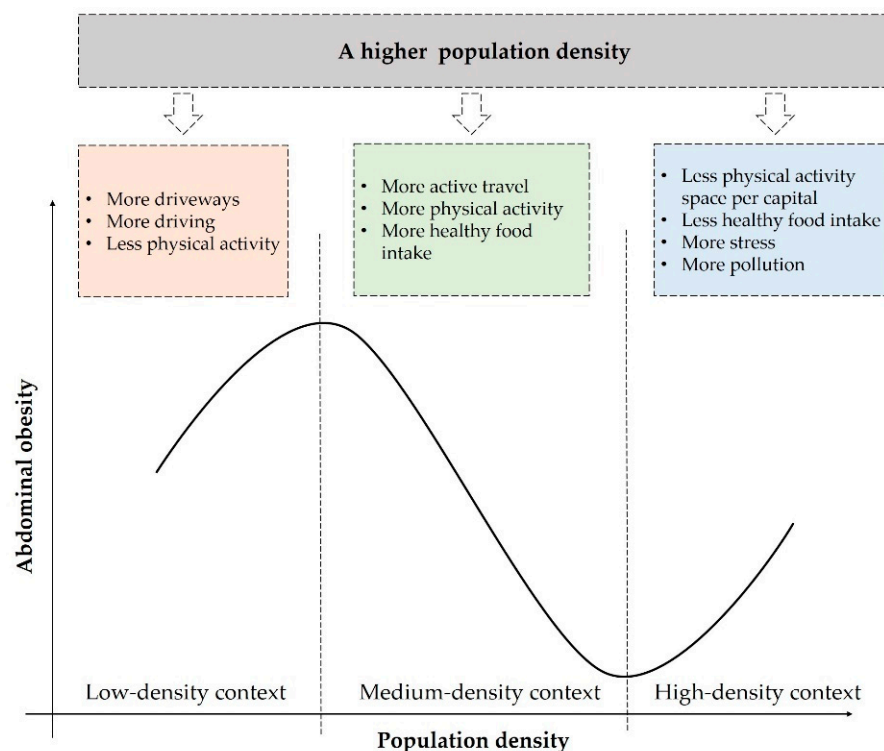 A higher population density
• More driveways
• More driving
• Less physical activity
• More active travel
• More physical activity
• More healthy food
intake
• Less physical activity
space per capital
• Less healthy food intake
• More stress
• More pollution
Abdominal obesity
Low-density context
Medium-density context
High-density context
Population density